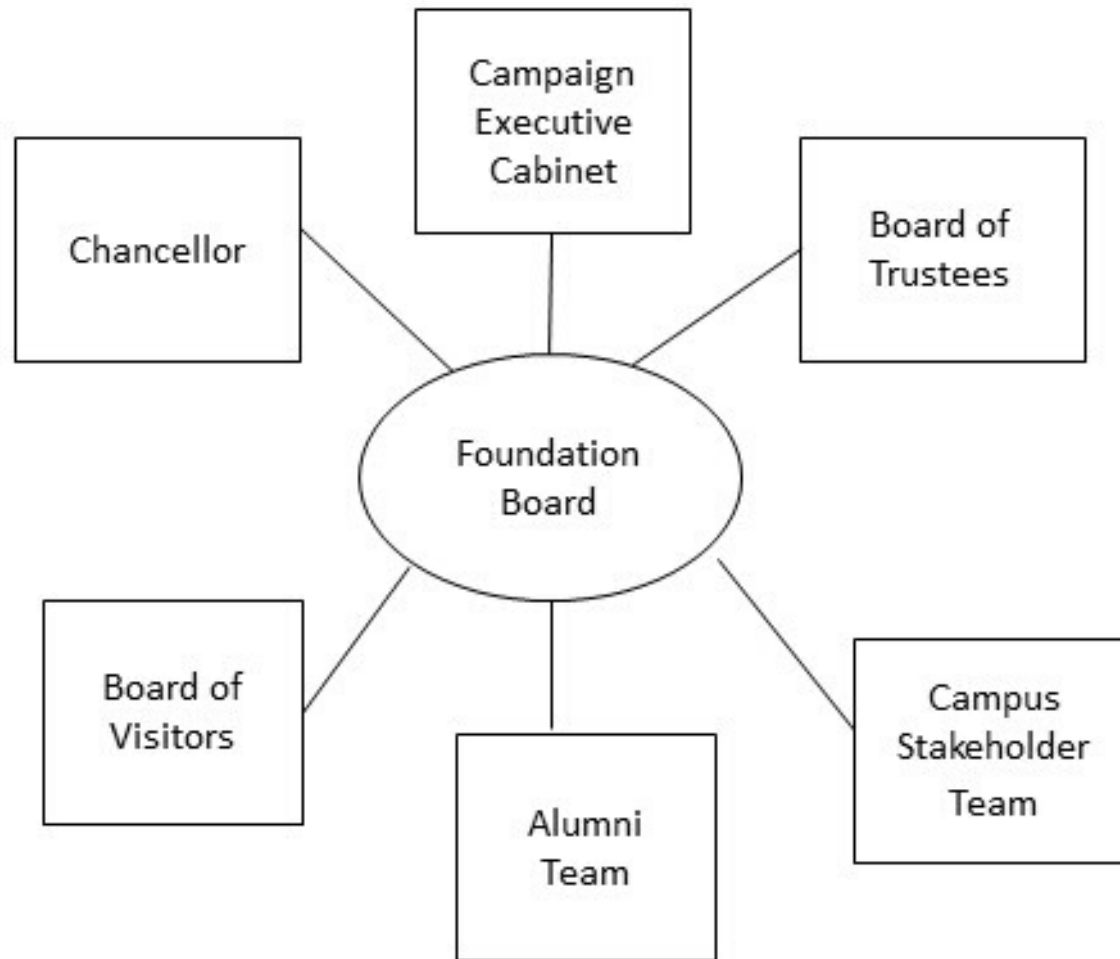 Campaign
Executive
Cabinet
Chancellor
Board of
Trustees
Foundation
Board
Board of
Visitors
Campus
Stakeholder
Team
Alumni
Team